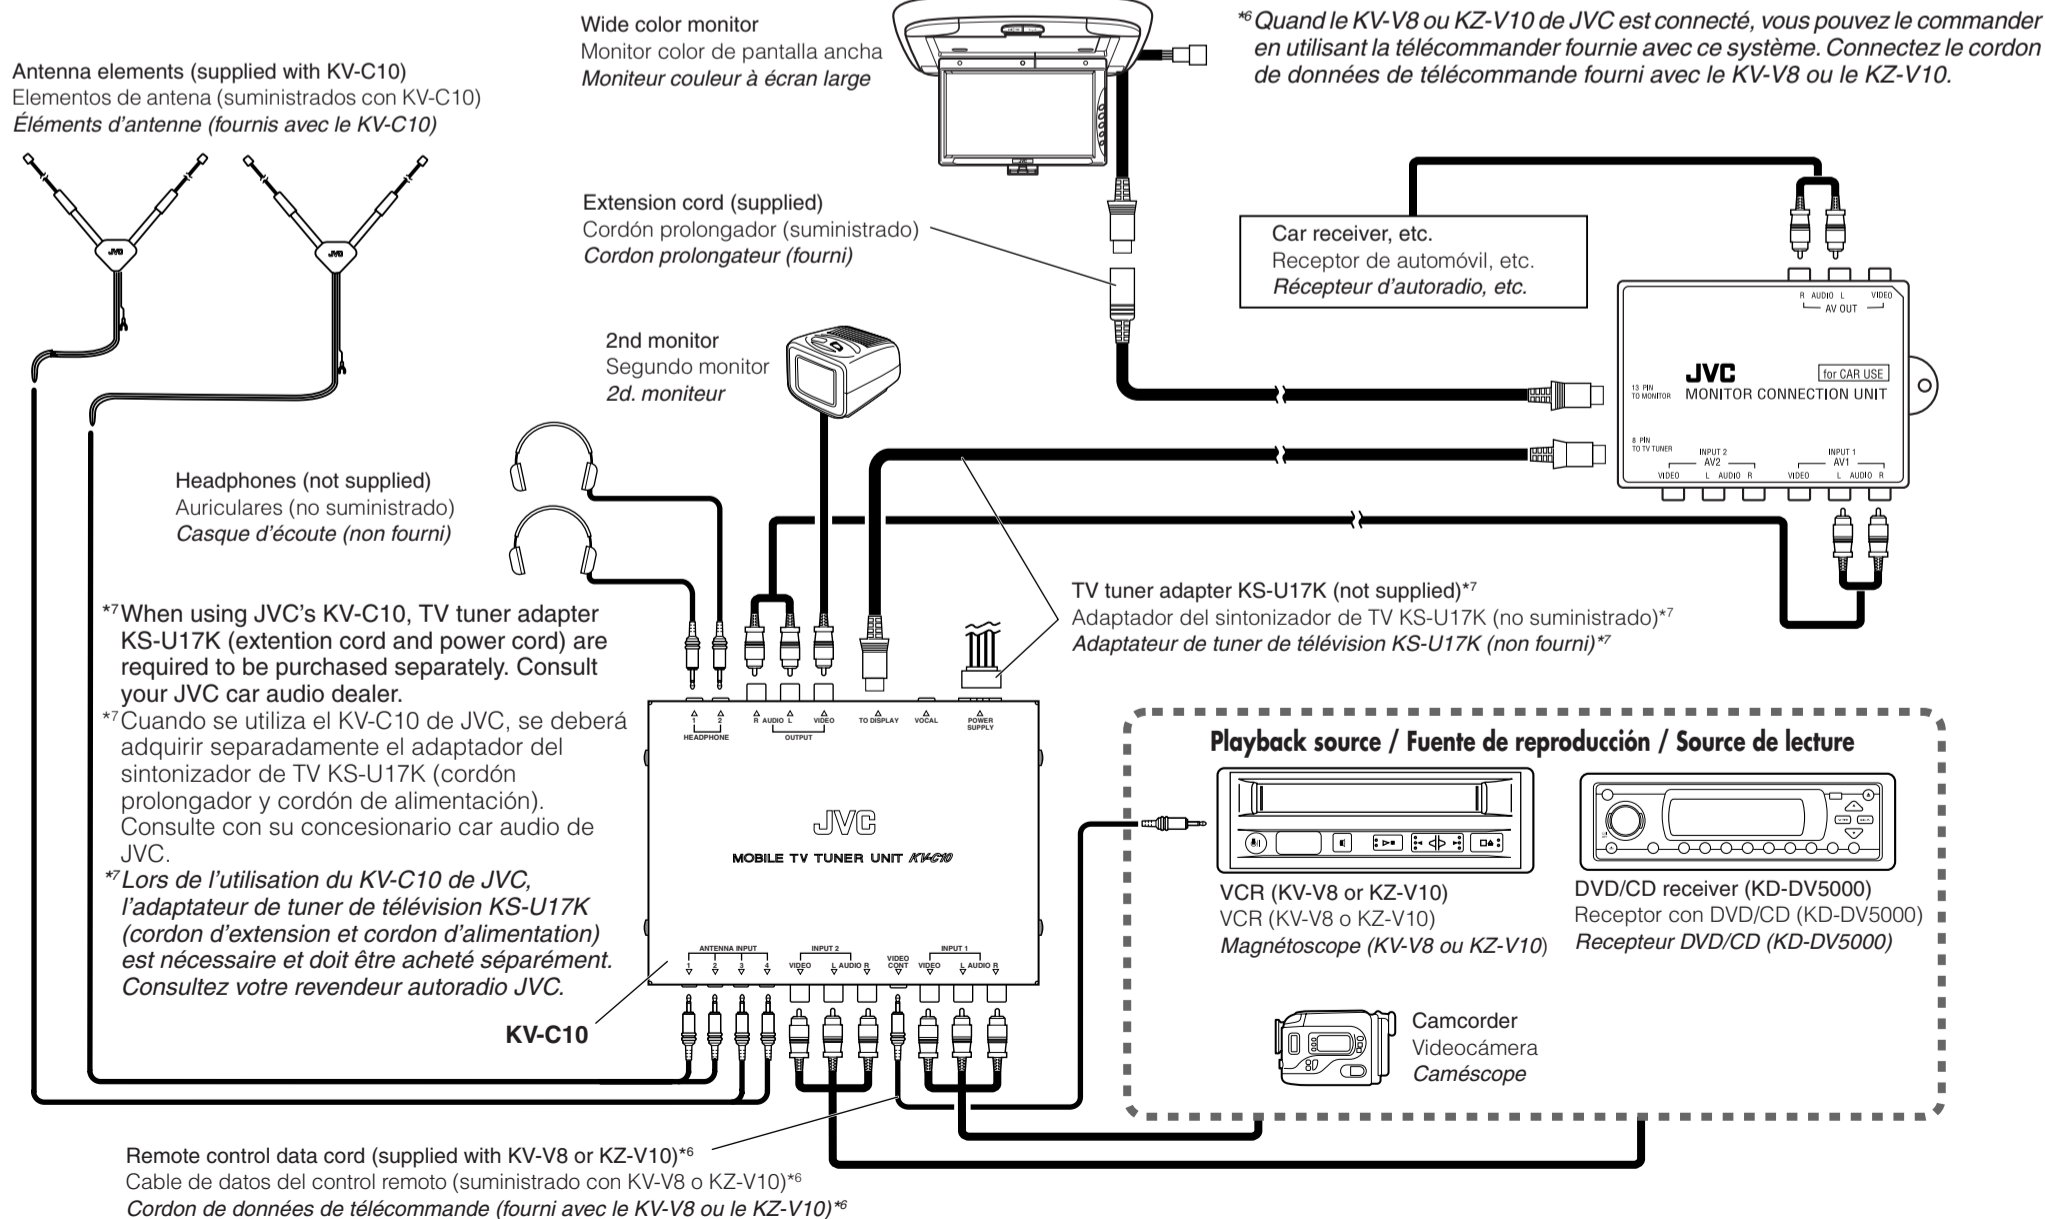 Wide color monitor
Monitor color de pantalla ancha
Moniteur couleur à écran large
*6 Quand le KV-V8 ou KZ-V10 de JVC est connecté, vous pouvez le commander
en utilisant la télécommander fournie avec ce système. Connectez le cordon
de données de télécommande fourni avec le KV-V8 ou le KZ-V10.
Antenna elements (supplied with KV-C10)
Elementos de antena (suministrados con KV-C10)
Éléments d'antenne (fournis avec le KV-C10)
JVC
JVC
Extension cord (supplied)
Cordón prolongador (suministrado)
Cordon prolongateur (fourni)
Car receiver, etc.
Receptor de automóvil, etc.
Récepteur d'autoradio, etc.
R AUDIO L VIDEO
AV OUT
JVC
for CAR USE
MONITOR CONNECTION UNIT
13 PIN
TO MONITOR
8 PIN
TO TV TUNER
INPUT 2
AV2
VIDEO L AUDIO R
INPUT 1
AV1
VIDEO L AUDIO R
2nd monitor
Segundo monitor
2d. moniteur
Headphones (not supplied)
Auriculares (no suministrado)
Casque d'écoute (non fourni)
TV tuner adapter KS-U17K (not supplied)*7
Adaptador del sintonizador de TV KS-U17K (no suministrado)*7
Adaptateur de tuner de télévision KS-U17K (non fourni)*7
*7 When using JVC's KV-C10, TV tuner adapter
KS-U17K (extention cord and power cord) are
required to be purchased separately. Consult
your JVC car audio dealer.
*7 Cuando se utiliza el KV-C10 de JVC, se deberá
adquirir separadamente el adaptador del
sintonizador de TV KS-U17K (cordón
prolongador y cordón de alimentación).
Consulte con su concesionario car audio de
JVC.
*7 Lors de l'utilisation du KV-C10 de JVC,
l'adaptateur de tuner de télévision KS-U17K
(cordon d'extension et cordon d'alimentation)
est nécessaire et doit être acheté séparément.
Consultez votre revendeur autoradio JVC.
1 2
HEADPHONE
R AUDIO L VIDEO
OUTPUT
TO DISPLAY
VOCAL
POWER
SUPPLY
JVC
MOBILE TV TUNER UNIT KV-C10
ANTENNA INPUT
1 2 3 4
INPUT 2
VIDEO L AUDIO R
VIDEO
CONT
INPUT 1
VIDEO L AUDIO R
KV-C10
Playback source / Fuente de reproducción / Source de lecture
VCR (KV-V8 or KZ-V10)
VCR (KV-V8 o KZ-V10)
Magnétoscope (KV-V8 ou KZ-V10)
DVD/CD receiver (KD-DV5000)
Receptor con DVD/CD (KD-DV5000)
Recepteur DVD/CD (KD-DV5000)
Camcorder
Videocámera
Caméscope
Remote control data cord (supplied with KV-V8 or KZ-V10)*6
Cable de datos del control remoto (suministrado con KV-V8 o KZ-V10)*6
Cordon de données de télécommande (fourni avec le KV-V8 ou le KZ-V10)*6